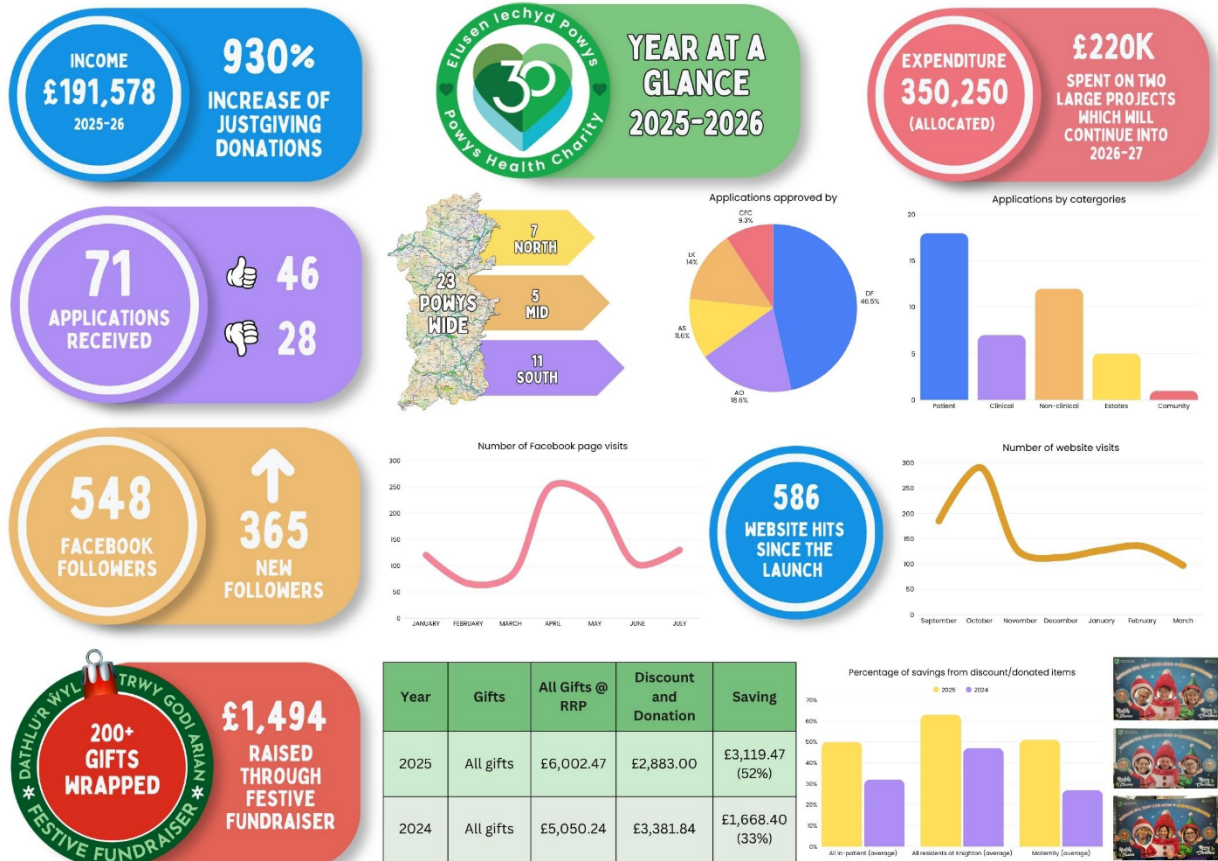 INCOME
£191,578
2025-26
930%
INCREASE OF
JUSTGIVING
DONATIONS
Elusen Iechyd Powys
30
Powys Health Charity
YEAR AT A
GLANCE
2025-2026
EXPENDITURE
350,250
(ALLOCATED)
£220K
SPENT ON TWO
LARGE PROJECTS
WHICH WILL
CONTINUE INTO
2026-27
71
APPLICATIONS
RECEIVED
46
28
23
POWYS
WIDE
7
NORTH
5
MID
11
SOUTH
Applications approved by
CFC
9.3%
LK
14%
AS
11.6%
AO
18.6%
DF
46.5%
Applications by catergories
20
15
10
5
0
Patient Clinical Non-clinical Estates Comunity
548
FACEBOOK
FOLLOWERS
365
NEW
FOLLOWERS
Number of Facebook page visits
300
250
200
150
100
50
0
JANUARY FEBRUARY MARCH APRIL MAY JUNE JULY
586
WEBSITE HITS
SINCE THE
LAUNCH
Number of website visits
300
250
200
150
100
50
0
September October November December January February March
DATHLU'R WYL TRWY GODI ARIAN
200+
GIFTS
WRAPPED
FESTIVE FUNDRAISER
£1,494
RAISED
THROUGH
FESTIVE
FUNDRAISER
Year Gifts All Gifts @ RRP Discount and Donation Saving
2025 All gifts £6,002.47 £2,883.00 £3,119.47 (52%)
2024 All gifts £5,050.24 £3,381.84 £1,668.40 (33%)
Percentage of savings from discount/donated items
2025 2024
70%
60%
50%
40%
30%
20%
10%
0%
All in-patient (average) All residents at Knighton (average) Maternity (average)